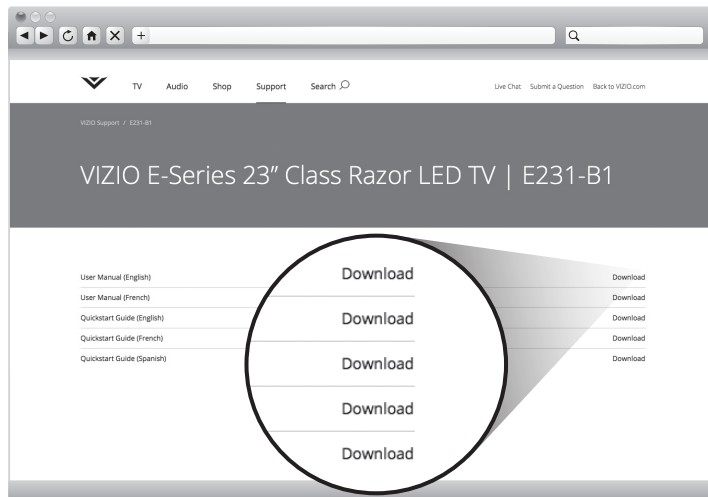 TV Audio Shop Support Search Live Chat Submit a Question Back to VIZIO.com
VIZIO Support / E231-B1
VIZIO E-Series 23” Class Razor LED TV | E231-B1
User Manual (English) Download
User Manual (French) Download
Quickstart Guide (English) Download
Quickstart Guide (French) Download
Quickstart Guide (Spanish) Download
Download
Download
Download
Download
Download